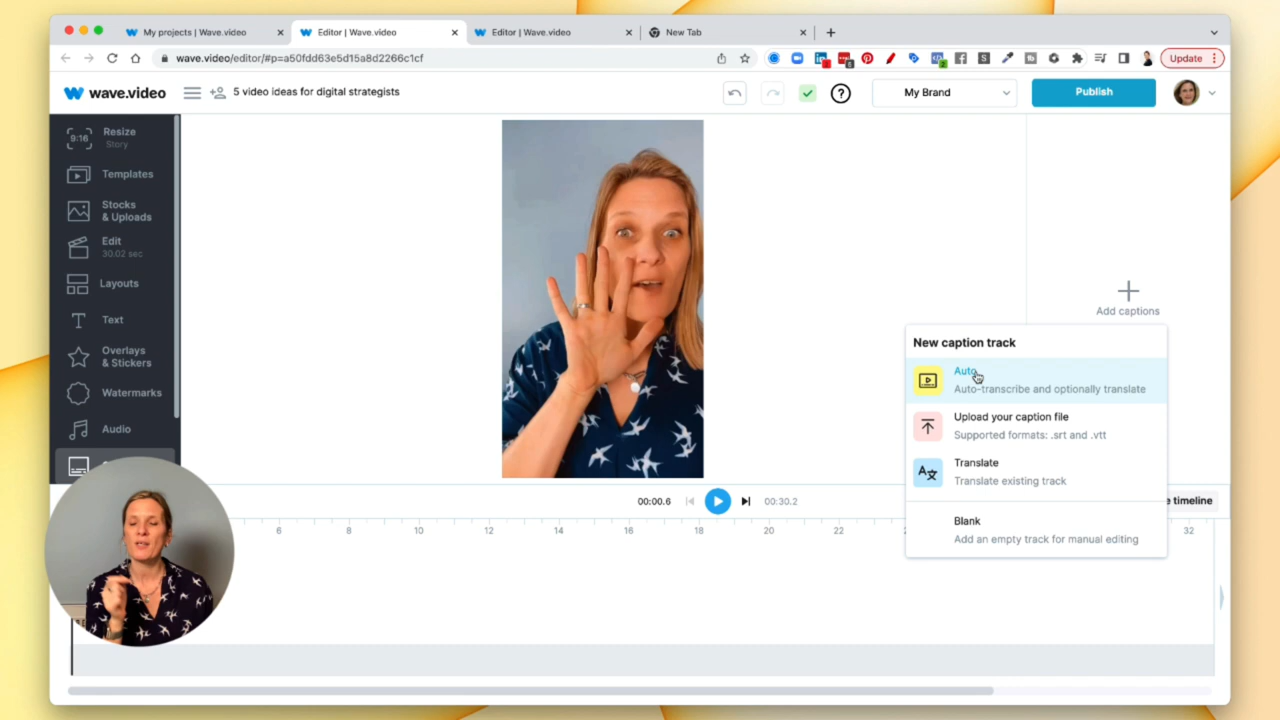 My projects | Wave.video
Editor | Wave.video
Editor | Wave.video
New Tab
wave.video/editor/#p=a50fdd63e5d15a8d2266c1cf
Update
wave.video
5 video ideas for digital strategists
My Brand
Publish
9:16
Resize
Story
Templates
Stocks
& Uploads
Edit
30.02 sec
Layouts
Text
Overlays
& Stickers
Watermarks
Audio
Add captions
New caption track
Auto
Auto-transcribe and optionally translate
Upload your caption file
Supported formats: .srt and .vtt
Translate
Translate existing track
Blank
Add an empty track for manual editing
00:00.6
00:30.2
timeline
6 8 10 12 14 16 18 20 22 24 32